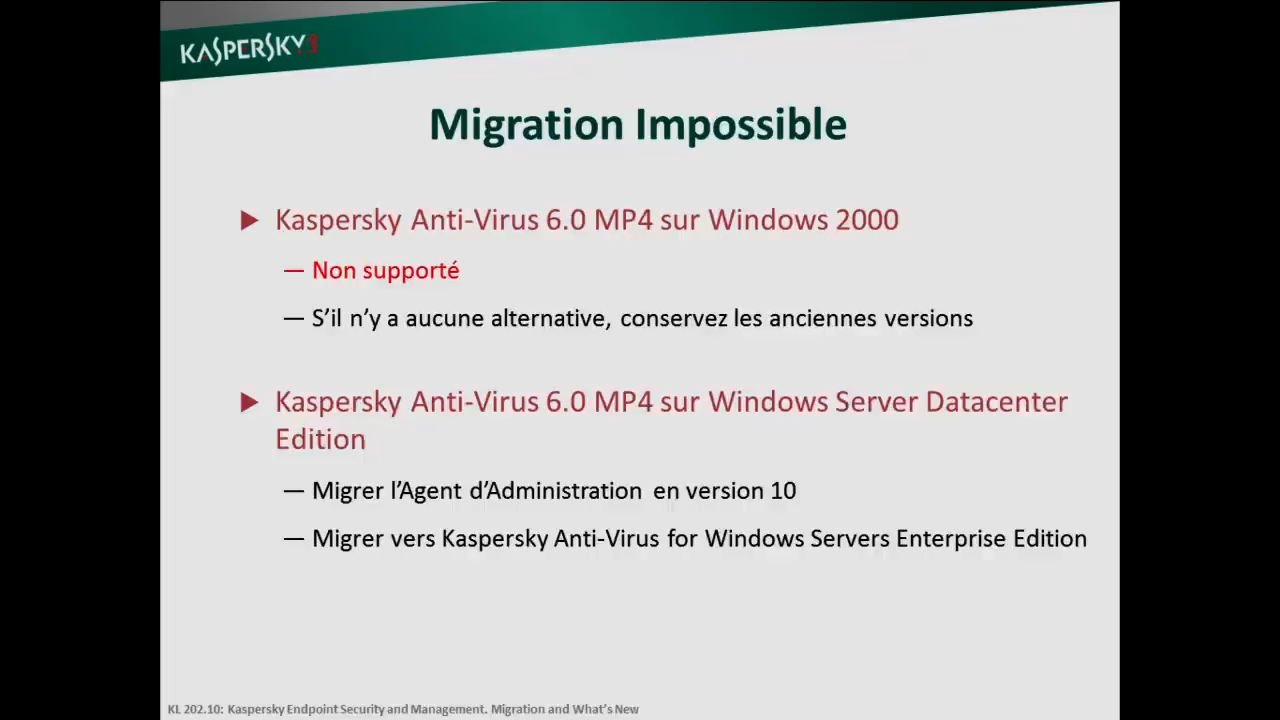 KASPERSKY
Migration Impossible
Kaspersky Anti-Virus 6.0 MP4 sur Windows 2000
— Non supporté
— S’il n’y a aucune alternative, conservez les anciennes versions
Kaspersky Anti-Virus 6.0 MP4 sur Windows Server Datacenter
Edition
— Migrer l’Agent d’Administration en version 10
— Migrer vers Kaspersky Anti-Virus for Windows Servers Enterprise Edition
KL 202.10: Kaspersky Endpoint Security and Management. Migration and What’s New